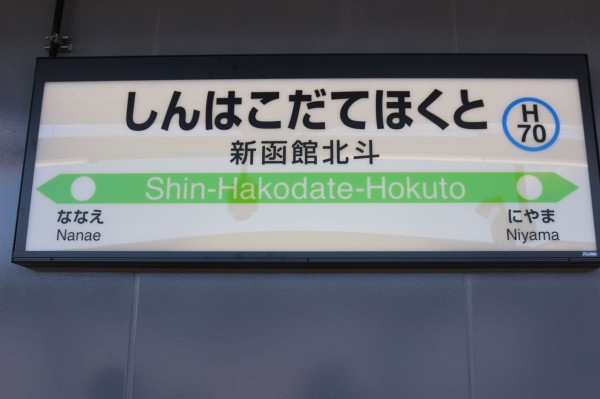 しんはこだてほくと
H
70
新函館北斗
Shin-Hakodate-Hokuto
ななえ
Nanae
にやま
Niyama